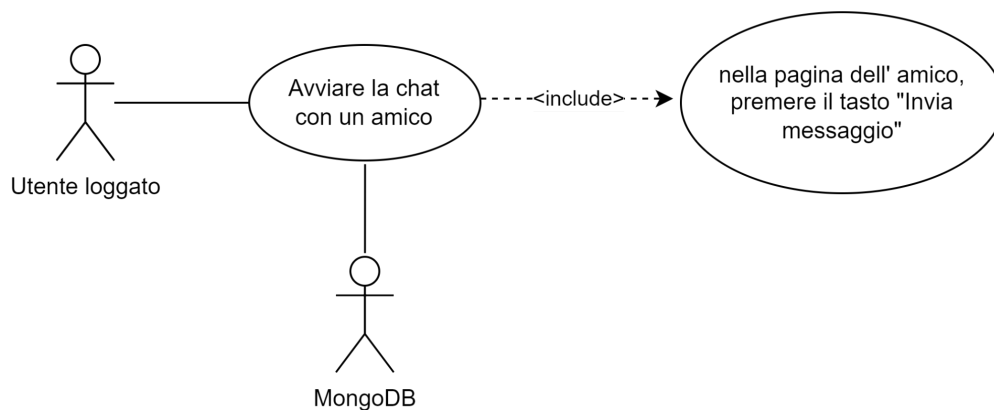 Utente loggato
Avviare la chat
con un amico
<include>
nella pagina dell' amico,
premere il tasto "Invia
messaggio"
MongoDB